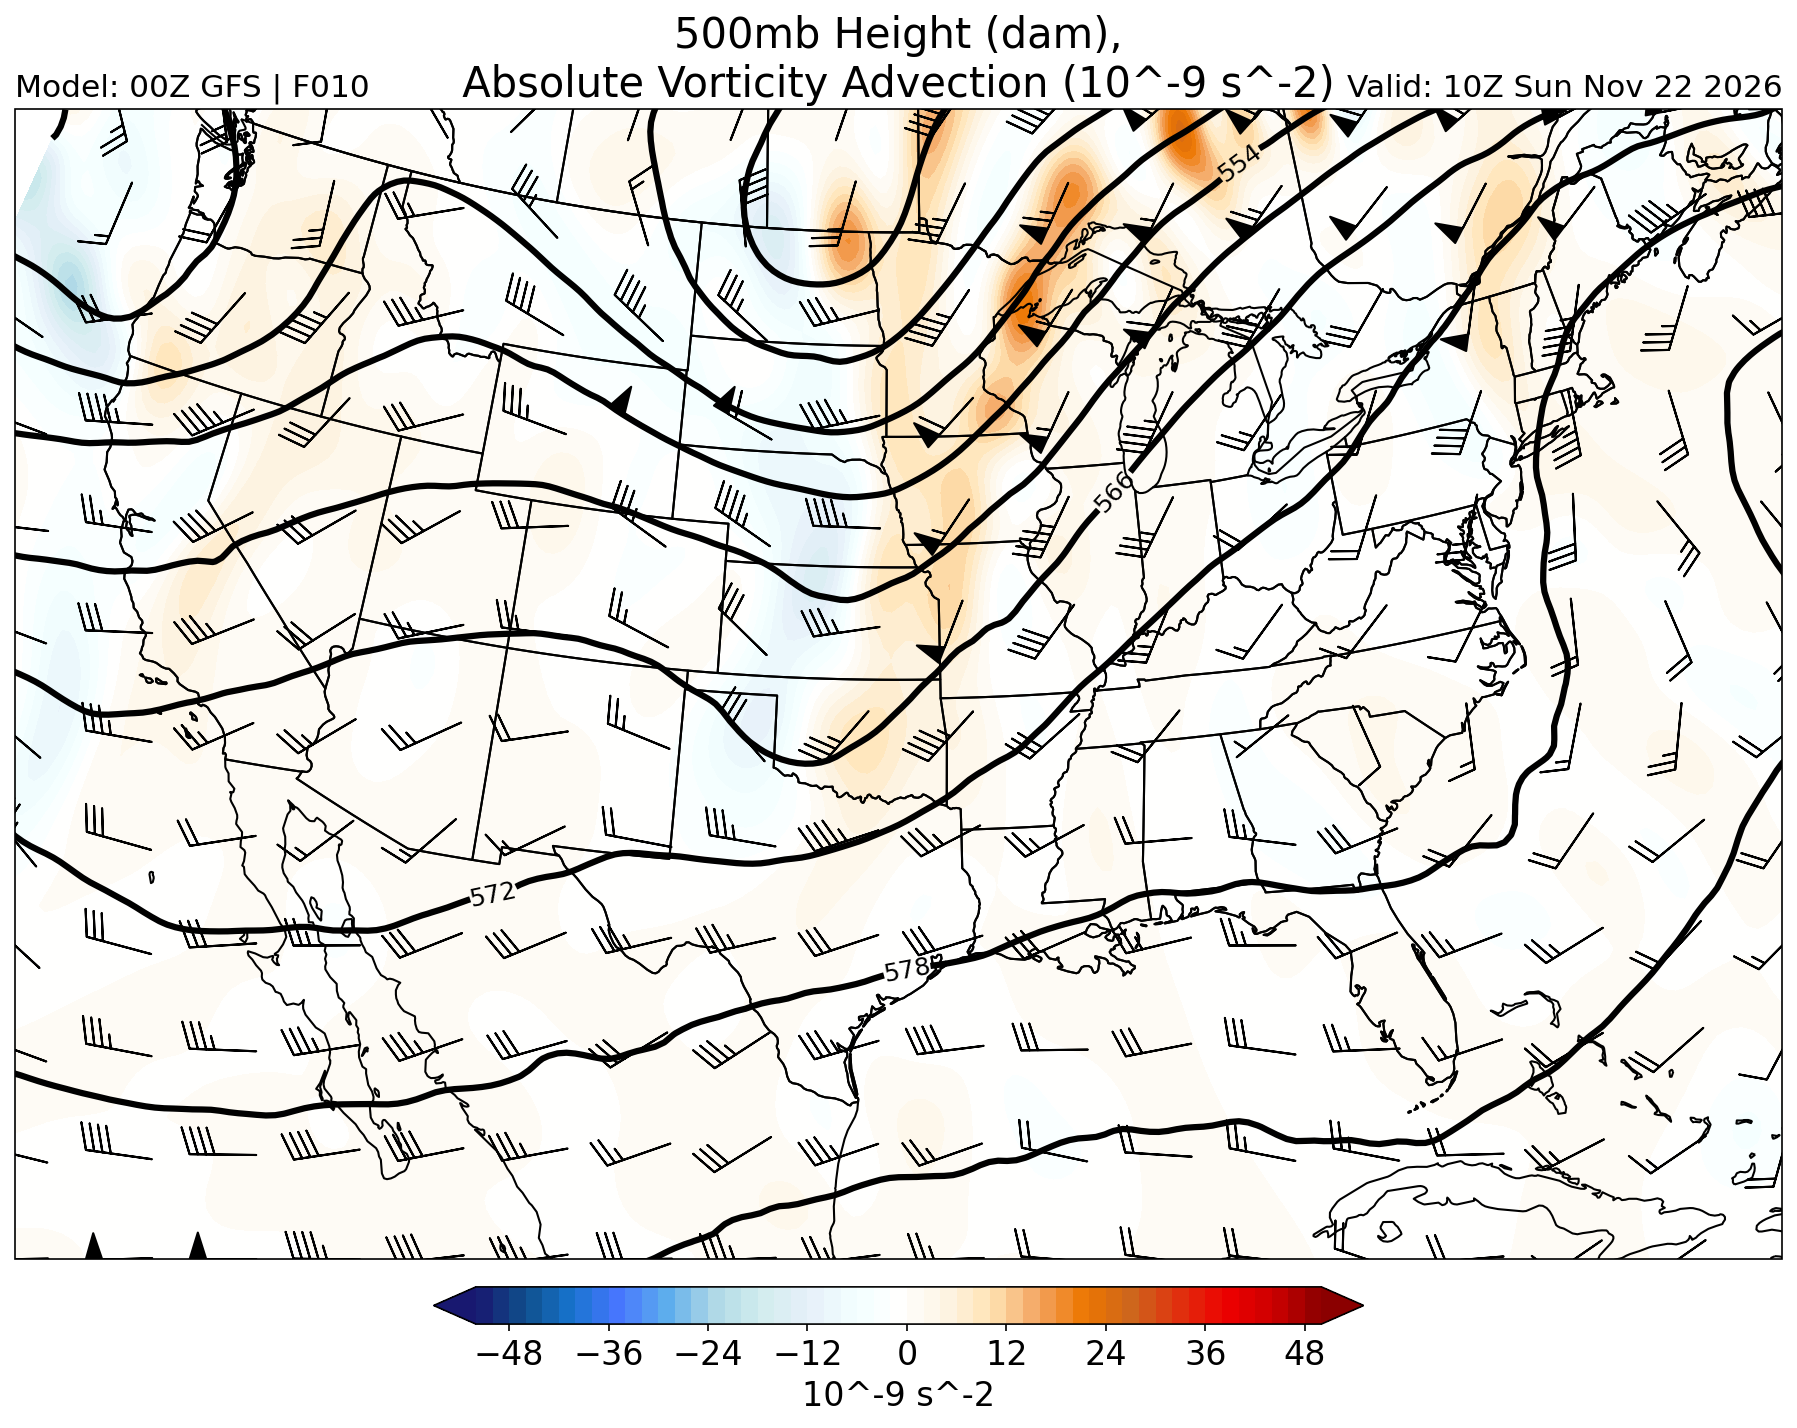 500mb Height (dam),
Model: 00Z GFS | F010
Absolute Vorticity Advection (10^-9 s^-2)
Valid: 10Z Sun Nov 22 2026
554
566
572
578
−48 −36 −24 −12 0 12 24 36 48
10^-9 s^-2